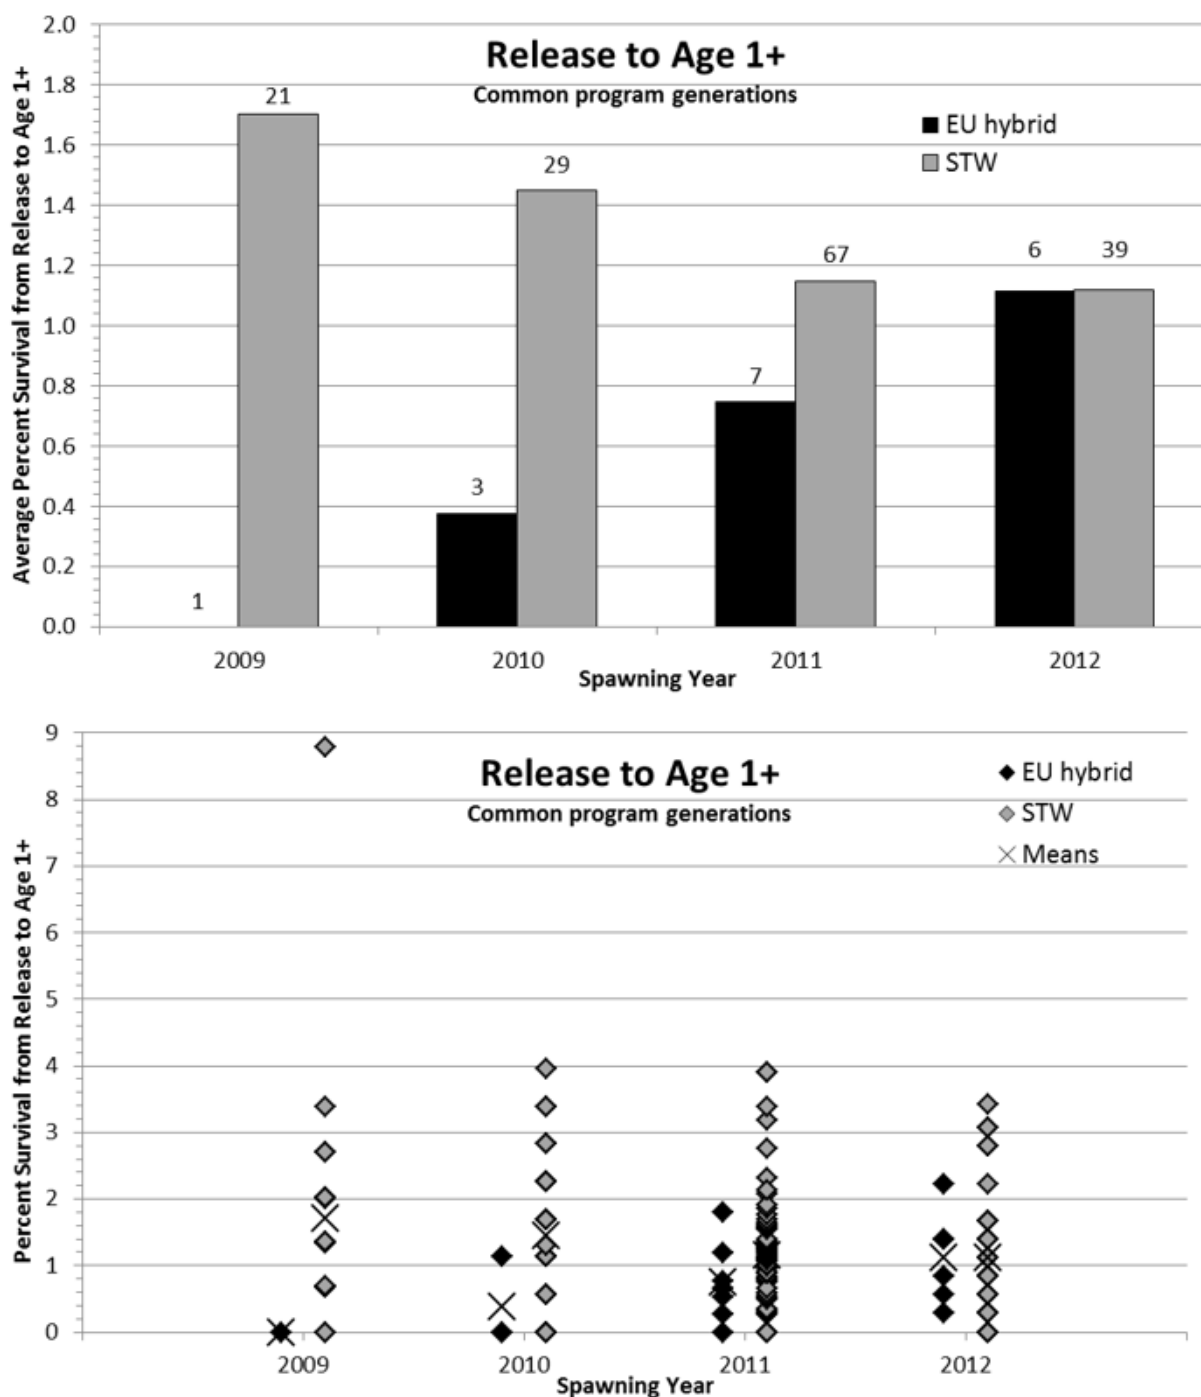 Release to Age 1+
Common program generations
EU hybrid
STW
Average Percent Survival from Release to Age 1+
2.0
1.8
1.6
1.4
1.2
1.0
0.8
0.6
0.4
0.2
0.0
1
21
3
29
7
67
6
39
2009
2010
2011
2012
Spawning Year
Release to Age 1+
Common program generations
EU hybrid
STW
Means
Percent Survival from Release to Age 1+
9
8
7
6
5
4
3
2
1
0
2009
2010
2011
2012
Spawning Year